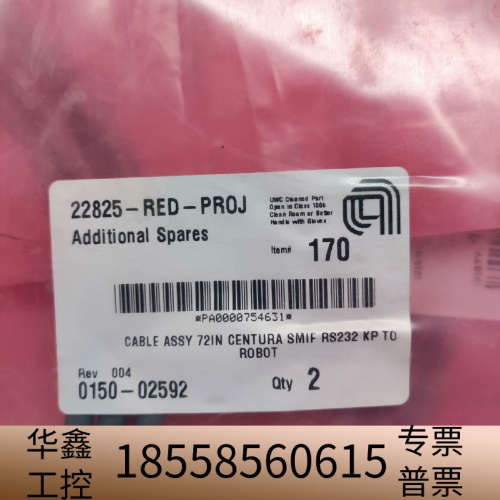 22825-RED-PROJ
Additional Spares
UWC Cleaned Part
Open in Class 1000
Clean Room or Better
Handle with Gloves
Item# 170
*PA0000754631*
CABLE ASSY 72IN CENTURA SMIF RS232 KP TO
ROBOT
Rev 004
0150-02592
Qty 2
华鑫
工控
18558560615
专票
普票